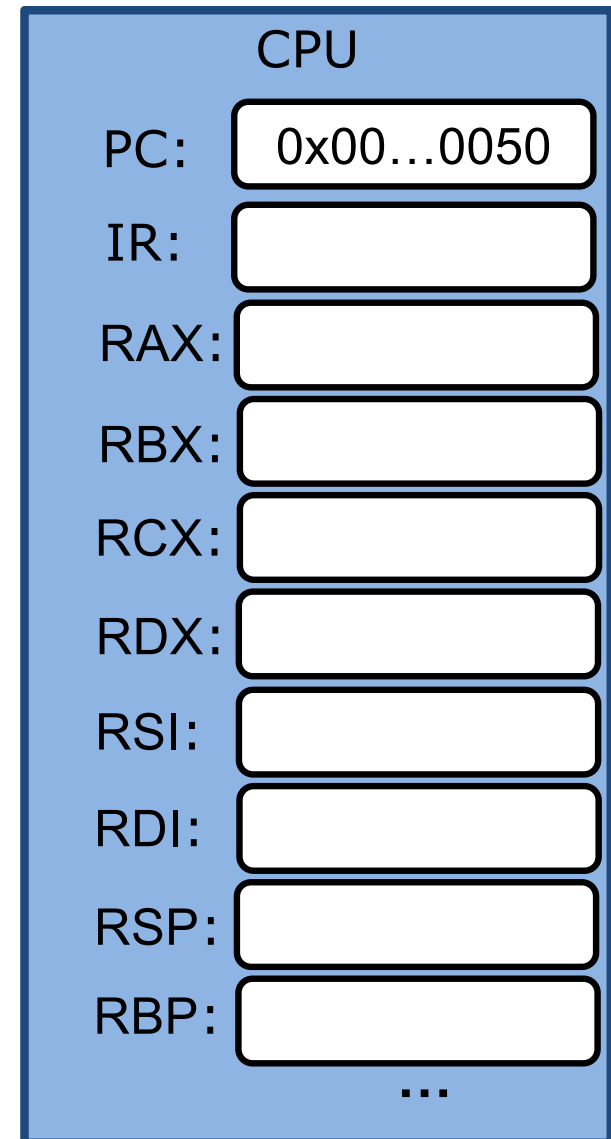 CPU
PC: 0x00…0050
IR:
RAX:
RBX:
RCX:
RDX:
RSI:
RDI:
RSP:
RBP:
…